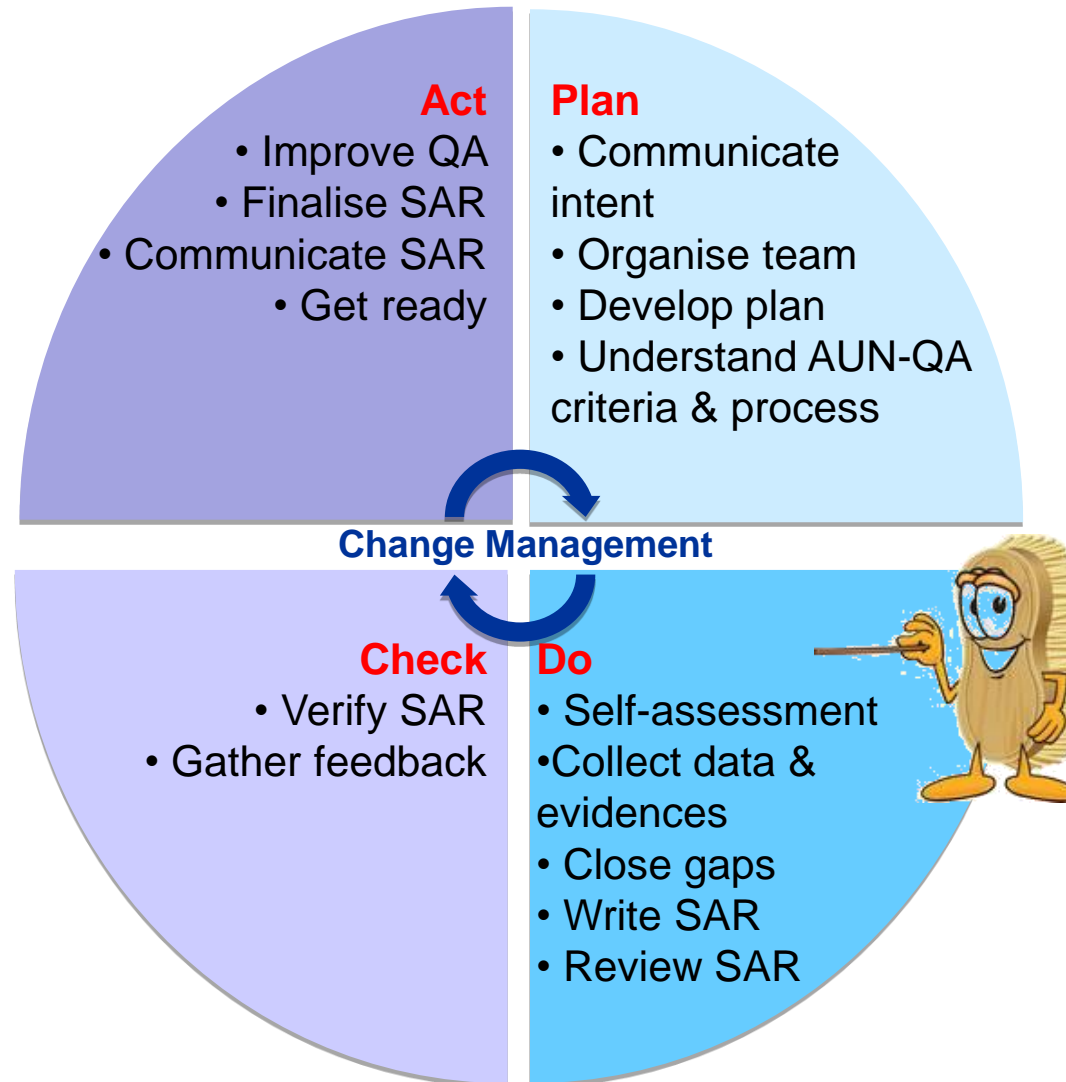 Act
• Improve QA
• Finalise SAR
• Communicate SAR
• Get ready
Plan
• Communicate
intent
• Organise team
• Develop plan
• Understand AUN-QA
criteria & process
Change Management
Check
• Verify SAR
• Gather feedback
Do
• Self-assessment
•Collect data &
evidences
• Close gaps
• Write SAR
• Review SAR